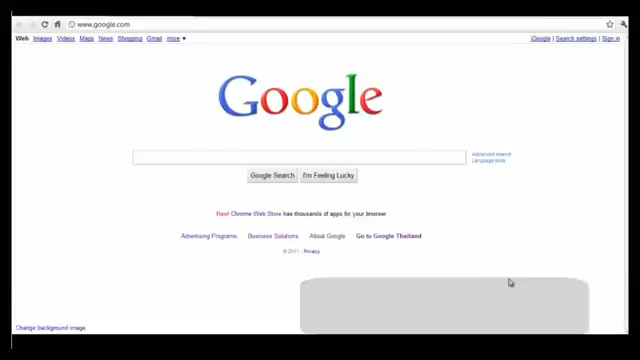 www.google.com
Web Images Videos Maps News Shopping Gmail more ▼ iGoogle | Search settings | Sign in
Google
Advanced search
Language tools
Google Search I'm Feeling Lucky
New! Chrome Web Store has thousands of apps for your browser
Advertising Programs Business Solutions About Google Go to Google Thailand
© 2011 - Privacy
Change background image